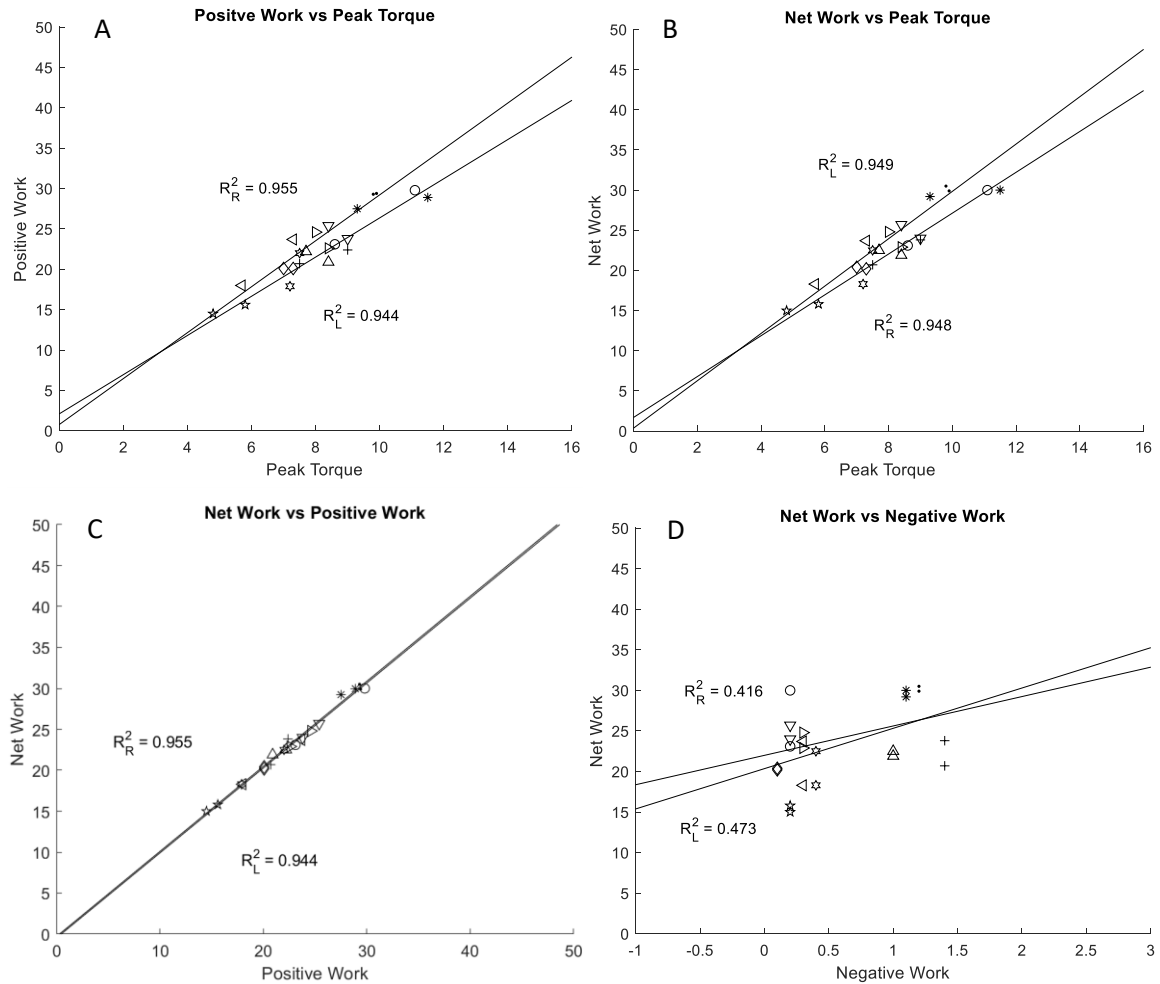 Positve Work vs Peak Torque
A
50
45
40
35
30
25
20
15
10
5
0
Positive Work
R²R = 0.955
R²L = 0.944
0 2 4 6 8 10 12 14 16
Peak Torque
Net Work vs Peak Torque
B
50
45
40
35
30
25
20
15
10
5
0
Net Work
R²L = 0.949
R²R = 0.948
0 2 4 6 8 10 12 14 16
Peak Torque
Net Work vs Positive Work
C
50
45
40
35
30
25
20
15
10
5
0
Net Work
R²R = 0.955
R²L = 0.944
10 20 30 40 50
Positive Work
Net Work vs Negative Work
D
50
45
40
35
30
25
20
15
10
5
0
Net Work
R²R = 0.416
R²L = 0.473
-1 -0.5 0 0.5 1 1.5 2 2.5 3
Negative Work